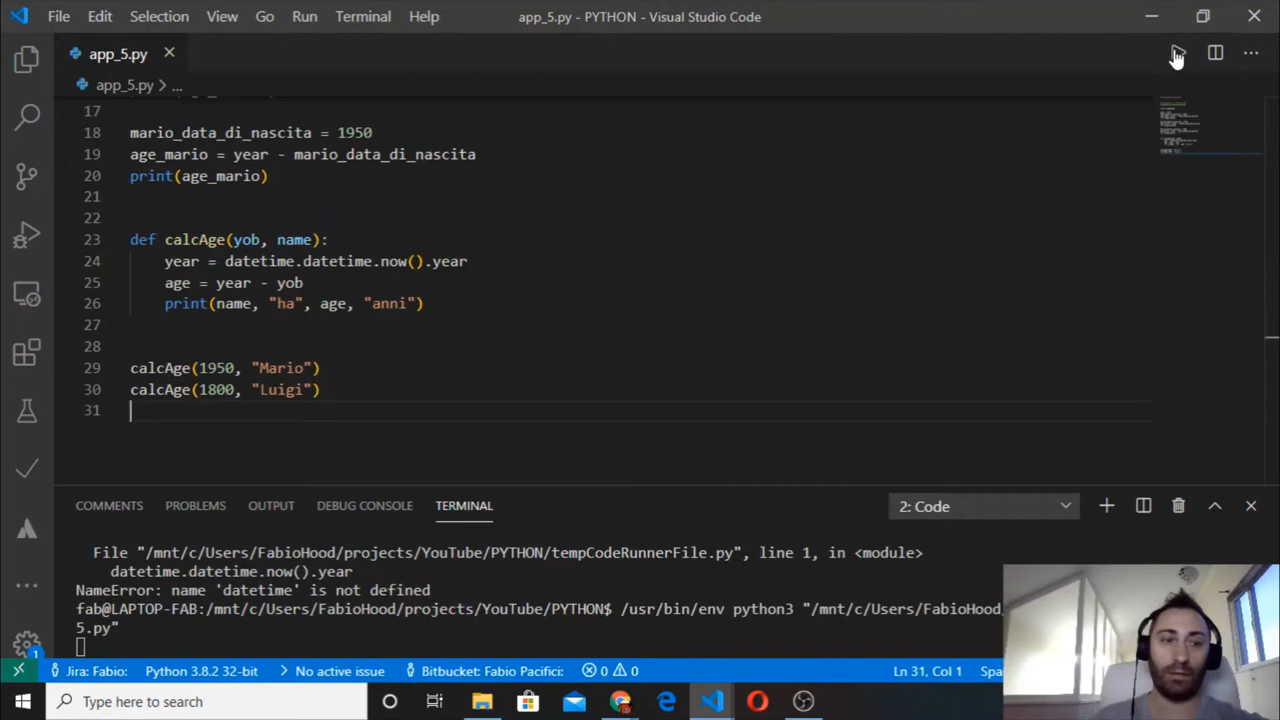 File Edit Selection View Go Run Terminal Help app_5.py - PYTHON - Visual Studio Code
app_5.py
app_5.py > ...
17
18 mario_data_di_nascita = 1950
19 age_mario = year - mario_data_di_nascita
20 print(age_mario)
21
22
23 def calcAge(yob, name):
24 year = datetime.datetime.now().year
25 age = year - yob
26 print(name, "ha", age, "anni")
27
28
29 calcAge(1950, "Mario")
30 calcAge(1800, "Luigi")
31
COMMENTS PROBLEMS OUTPUT DEBUG CONSOLE TERMINAL 2: Code
File "/mnt/c/Users/FabioHood/projects/YouTube/PYTHON/tempCodeRunnerFile.py", line 1, in <module>
datetime.datetime.now().year
NameError: name 'datetime' is not defined
fab@LAPTOP-FAB:/mnt/c/Users/FabioHood/projects/YouTube/PYTHON$ /usr/bin/env python3 "/mnt/c/Users/FabioHood/
5.py"
1
Jira: Fabio: Python 3.8.2 32-bit No active issue Bitbucket: Fabio Pacifici: 0 0 Ln 31, Col 1 Spa
Type here to search